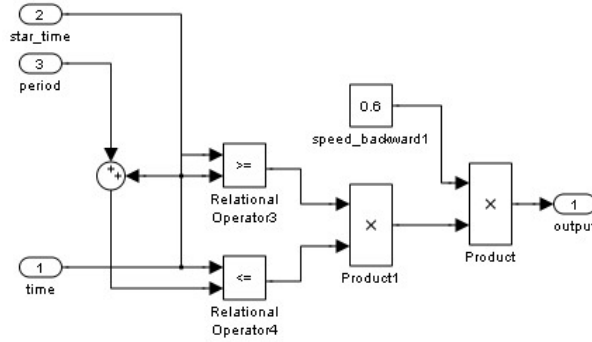 2
star_time
3
period
0.6
speed_backward1
++
>=
Relational
Operator3
×
Product1
×
Product
1
output
1
time
<=
Relational
Operator4